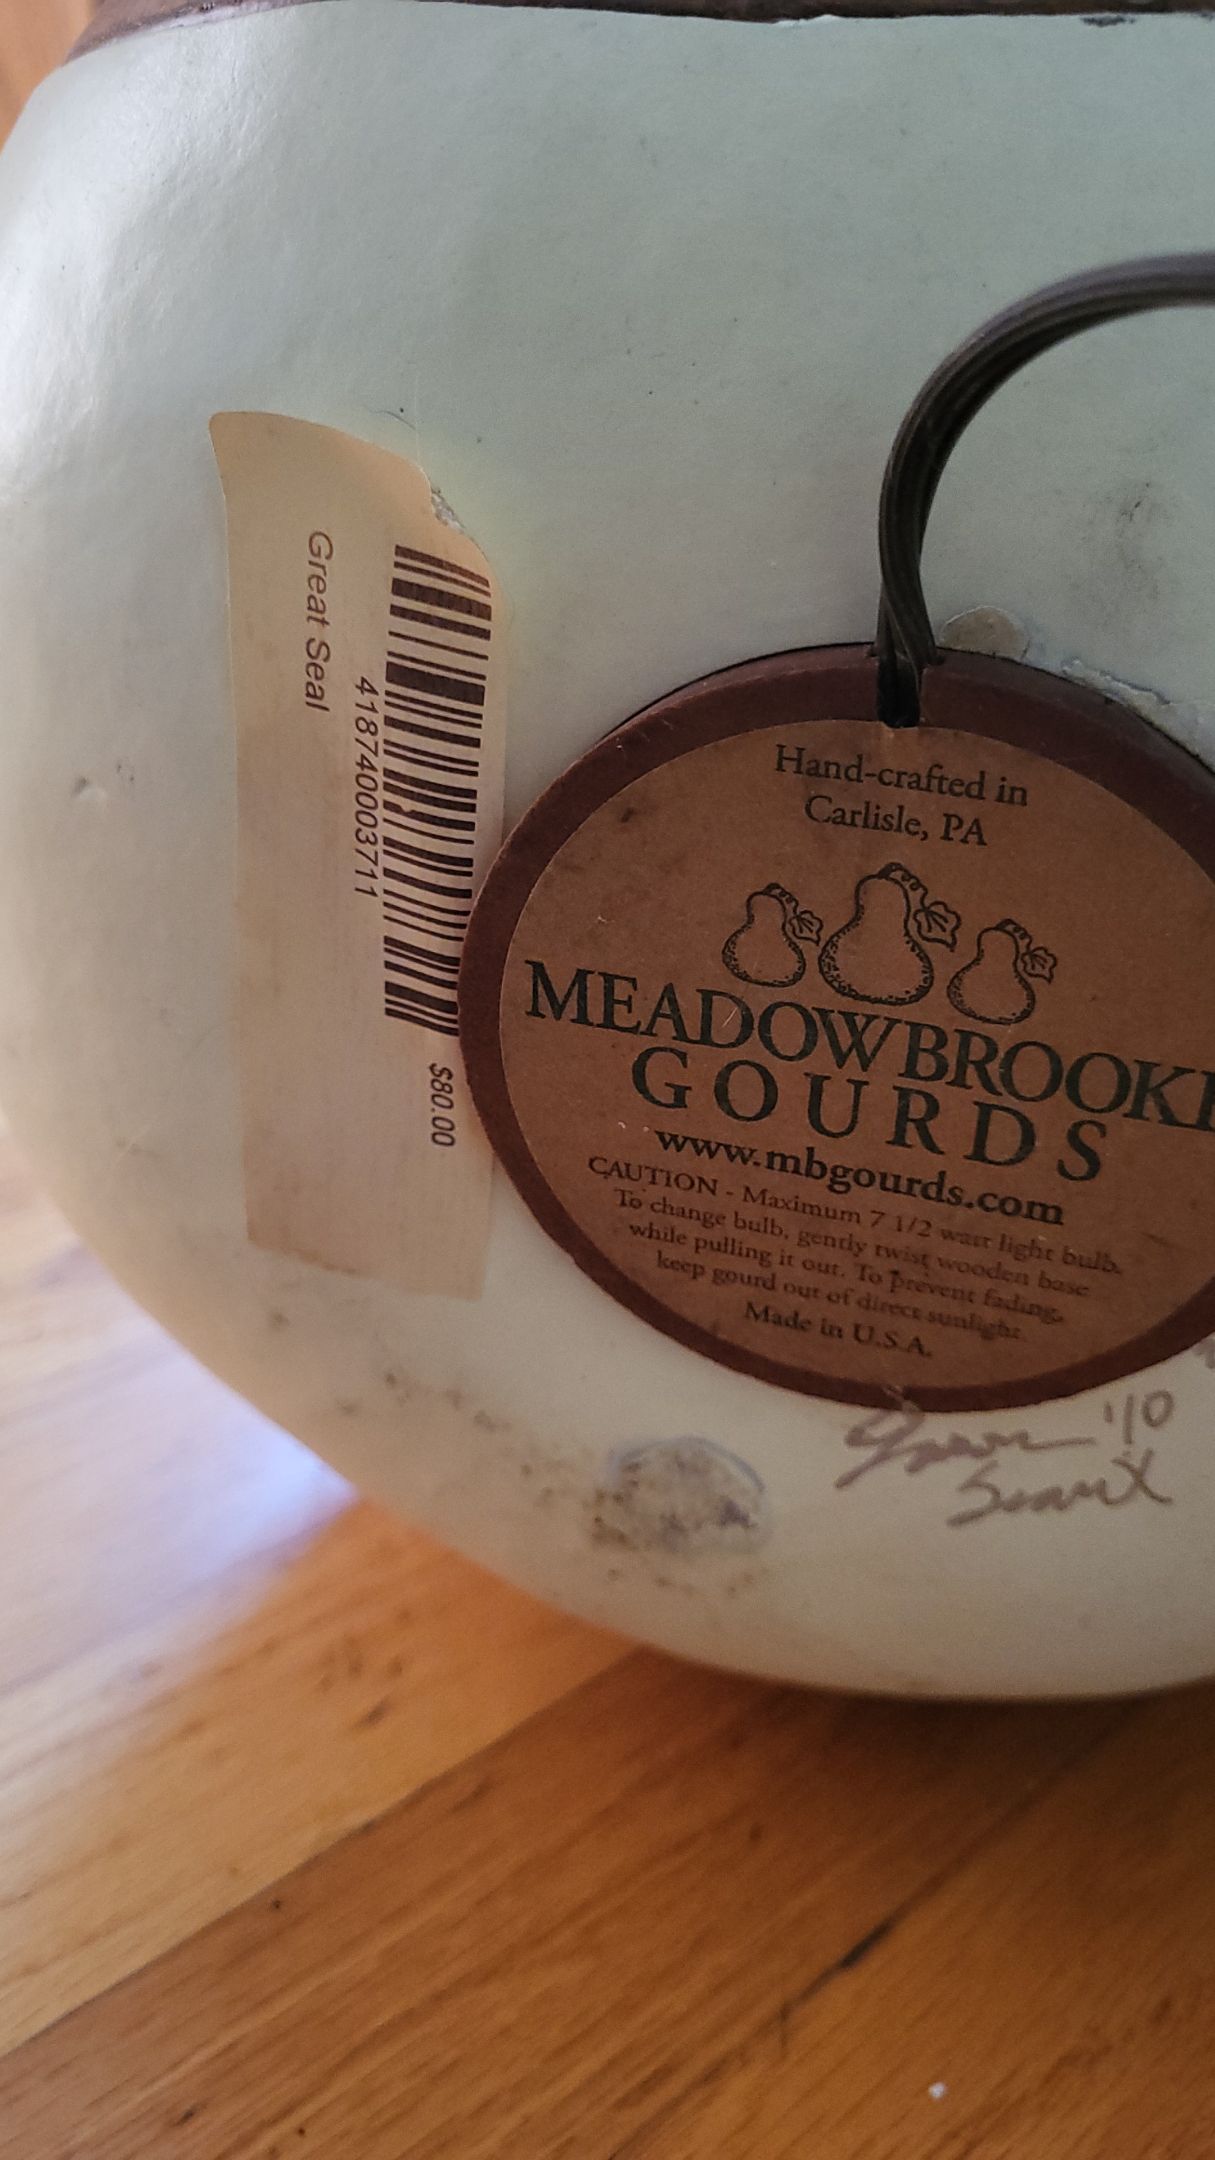 Great Seal
418740003711
$80.00
Hand-crafted in
Carlisle, PA
MEADOWBROOKE
GOURDS
www.mbgourds.com
CAUTION - Maximum 7 1/2 watt light bulb.
To change bulb, gently twist wooden base
while pulling it out. To prevent fading,
keep gourd out of direct sunlight.
Made in U.S.A.
'10